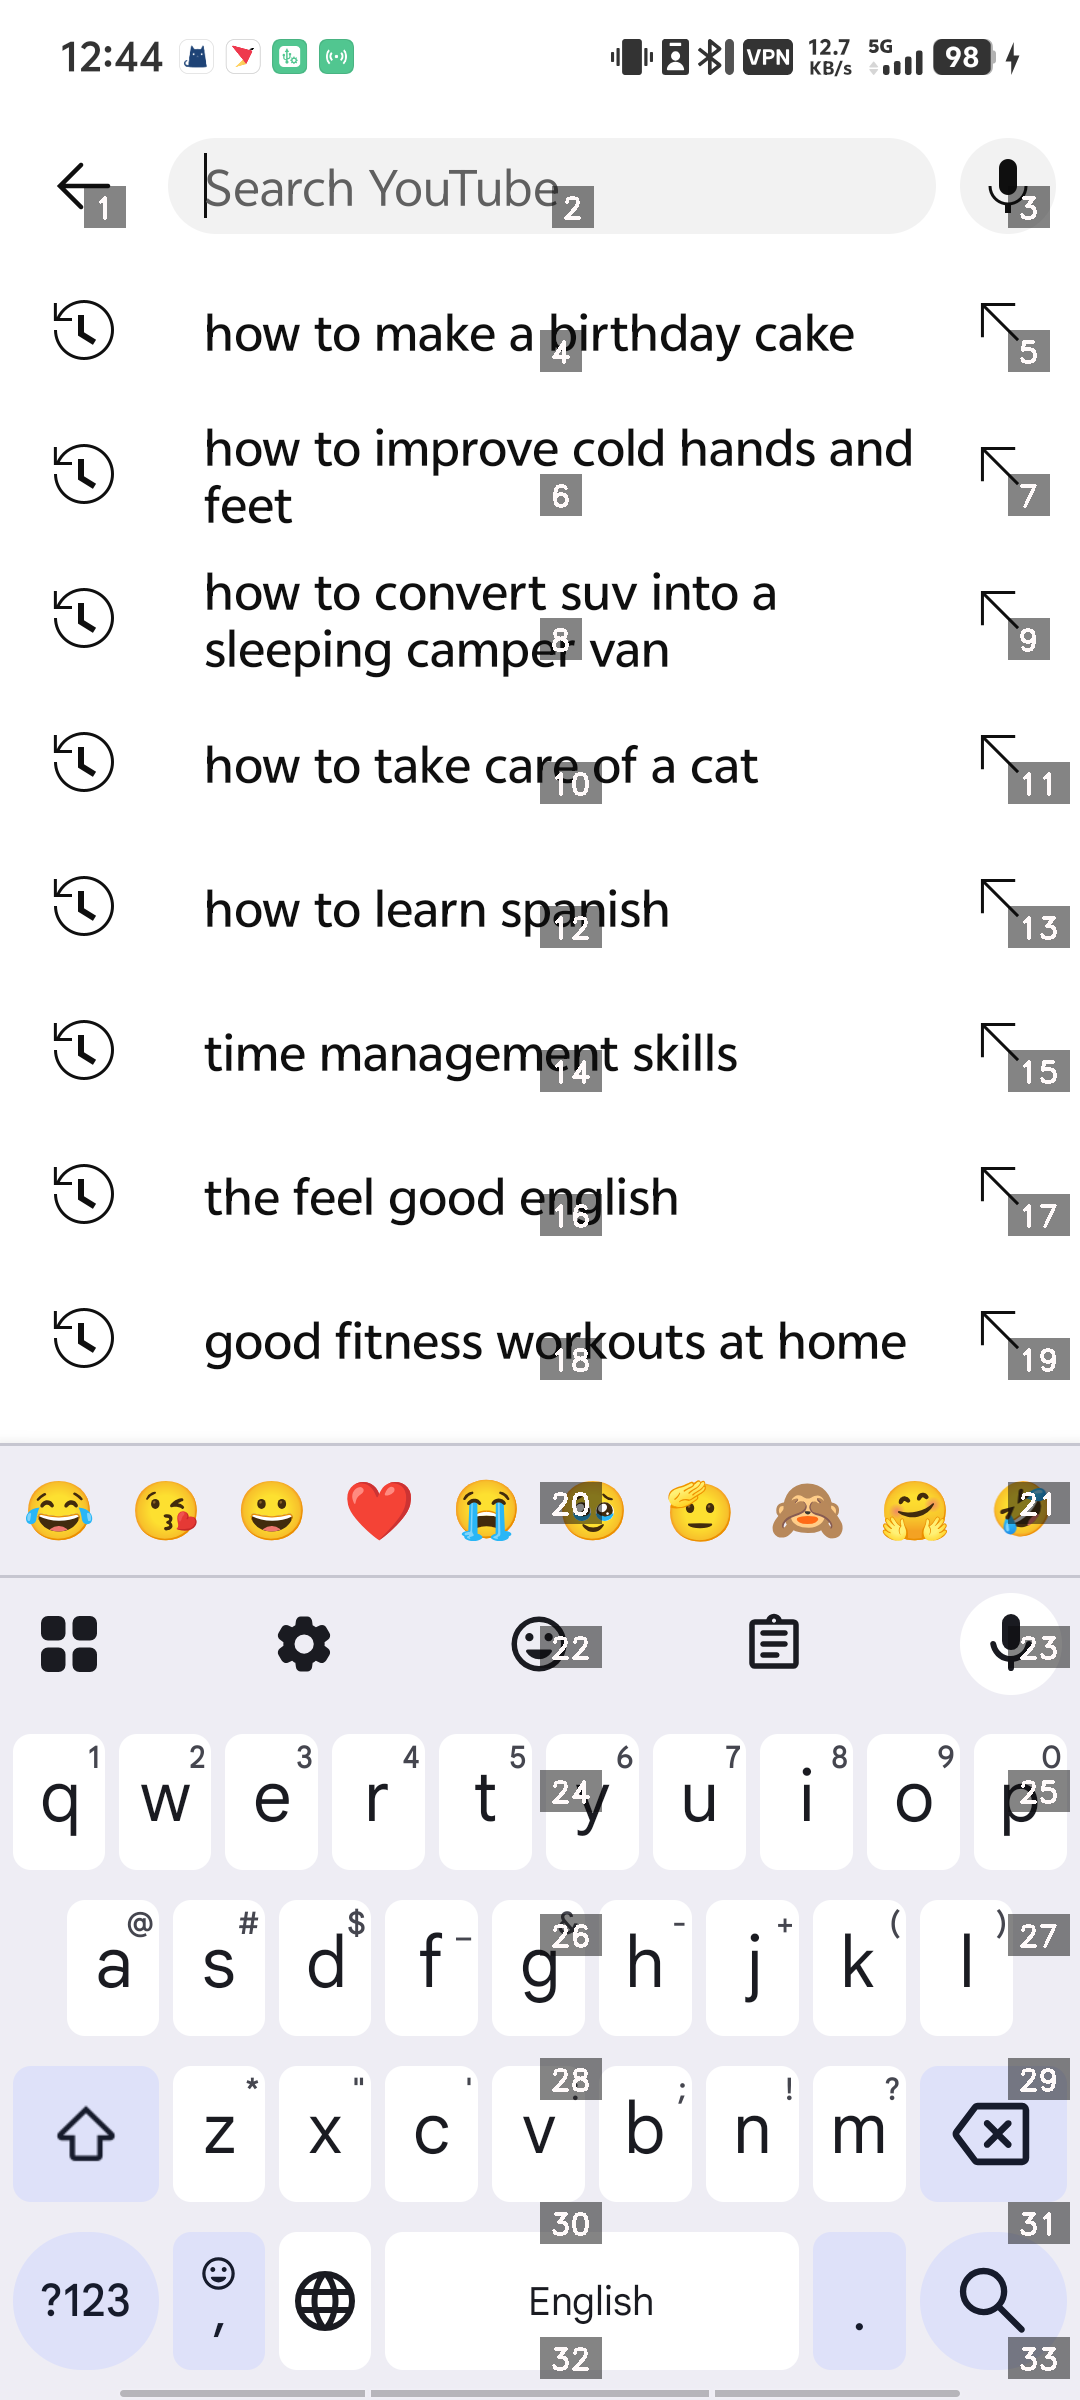 12:44
VPN
12.7 KB/s
5G
98
1
Search YouTube
2
3
how to make a birthday cake
4
5
how to improve cold hands and
feet
6
7
how to convert suv into a
sleeping camper van
8
9
how to take care of a cat
10
11
how to learn spanish
12
13
time management skills
14
15
the feel good english
16
17
good fitness workouts at home
18
19
20
21
22
23
1 2 3 4 5 6 7 8 9 0
q w e r t y u i o p
24
25
@ # $ _ & - + ( )
a s d f g h j k l
26
27
* " ' : ; ! ?
z x c v b n m
28
29
30
31
?123 , English .
32
33